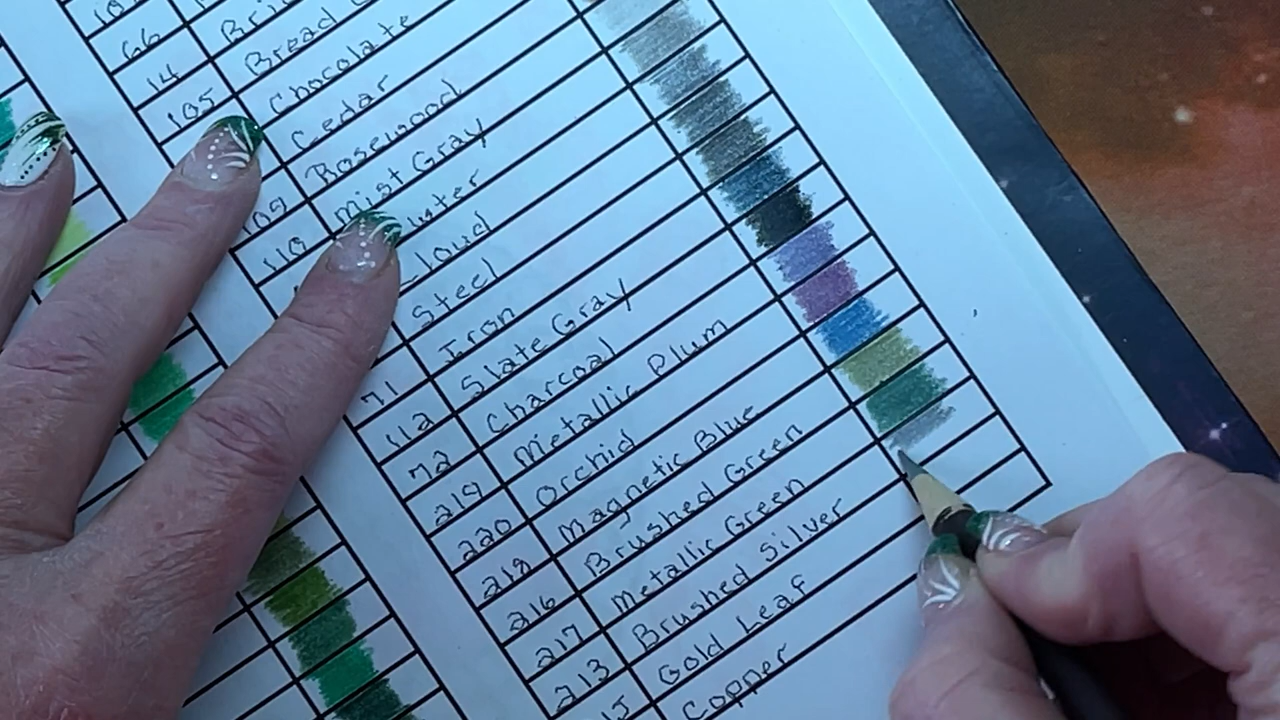 14 Bri
105 Bread
Chocolate
Cedar
109 Rosewood
110 Mist Gray
Steel
71 Iron
112 Slate Gray
72 Charcoal
219 Metallic Plum
220 Orchid
218 Magnetic Blue
216 Brushed Green
217 Metallic Green
213 Brushed Silver
Gold Leaf
Copper